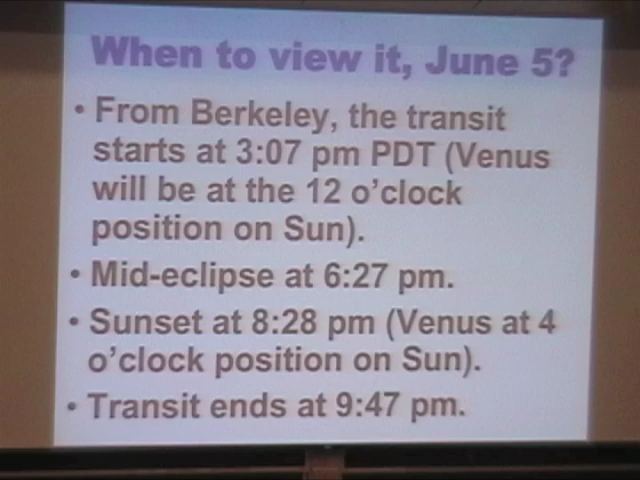 When to view it, June 5?
• From Berkeley, the transit
starts at 3:07 pm PDT (Venus
will be at the 12 o’clock
position on Sun).
• Mid-eclipse at 6:27 pm.
• Sunset at 8:28 pm (Venus at 4
o’clock position on Sun).
• Transit ends at 9:47 pm.